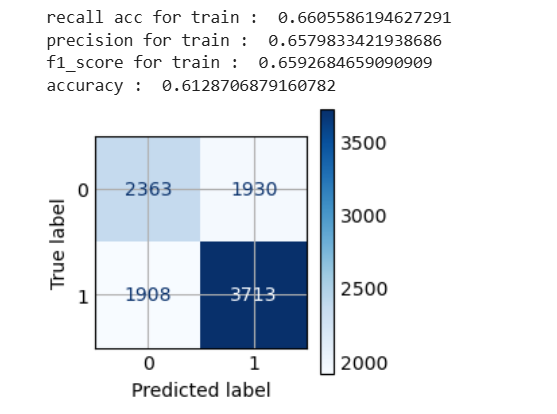 recall acc for train :  0.6605586194627291
precision for train :  0.6579833421938686
f1_score for train :  0.6592684659090909
accuracy :  0.6128706879160782
3500
0 2363 1930
3000
True label
2500
1 1908 3713
2000
0 1
Predicted label